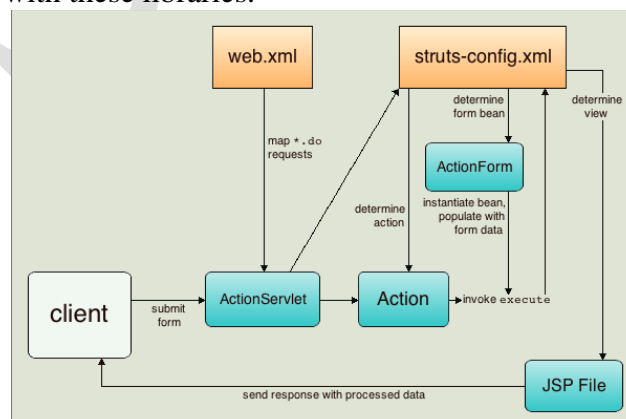 with these libraries.
web.xml
struts-config.xml
map *.do
requests
determine
form bean
determine
view
ActionForm
determine
action
instantiate bean,
populate with
form data
client
submit
form
ActionServlet
Action
invoke execute
JSP File
send response with processed data